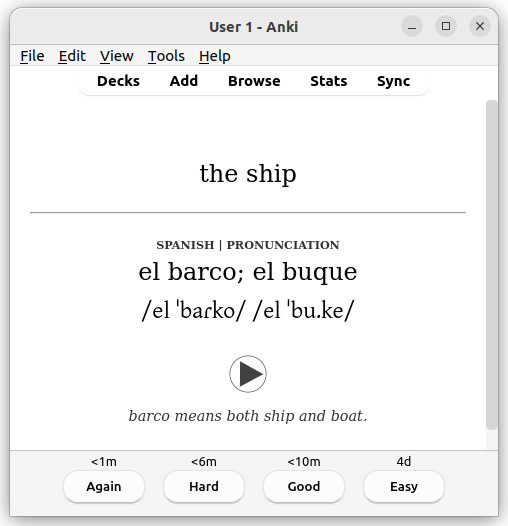 User 1 - Anki
File Edit View Tools Help
Decks Add Browse Stats Sync
the ship
SPANISH | PRONUNCIATION
el barco; el buque
/el ˈbaɾko/ /el ˈbu.ke/
barco means both ship and boat.
<1m <6m <10m 4d
Again Hard Good Easy